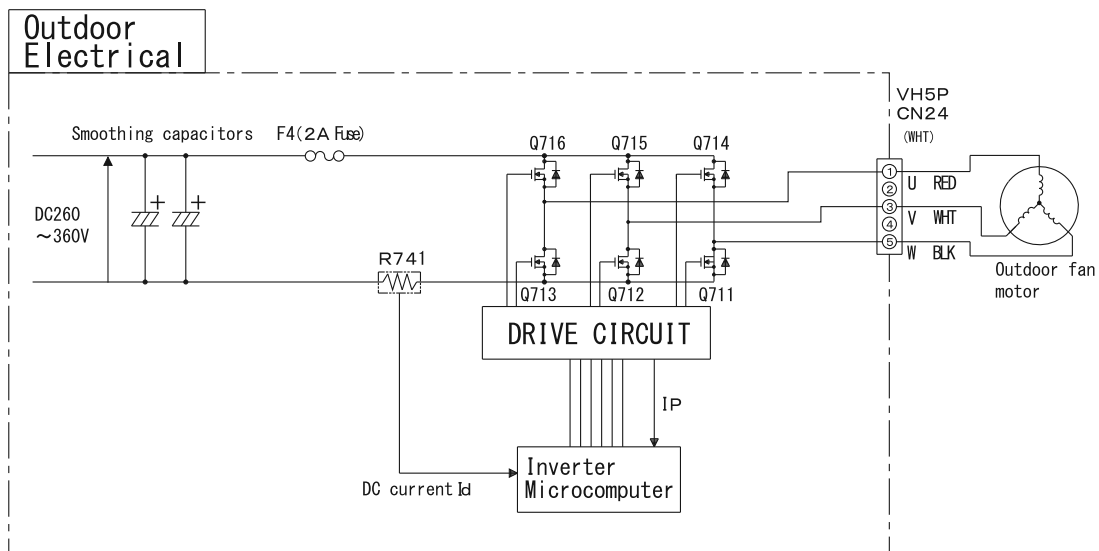 Outdoor
Electrical
VH5P
CN24
(WHT)
Smoothing capacitors
F4(2A Fuse)
Q716
Q715
Q714
DC260
~360V
+
+
R741
Q713
Q712
Q711
① U RED
②
③ V WHT
④
⑤ W BLK
Outdoor fan
motor
DRIVE CIRCUIT
IP
Inverter
Microcomputer
DC current Id